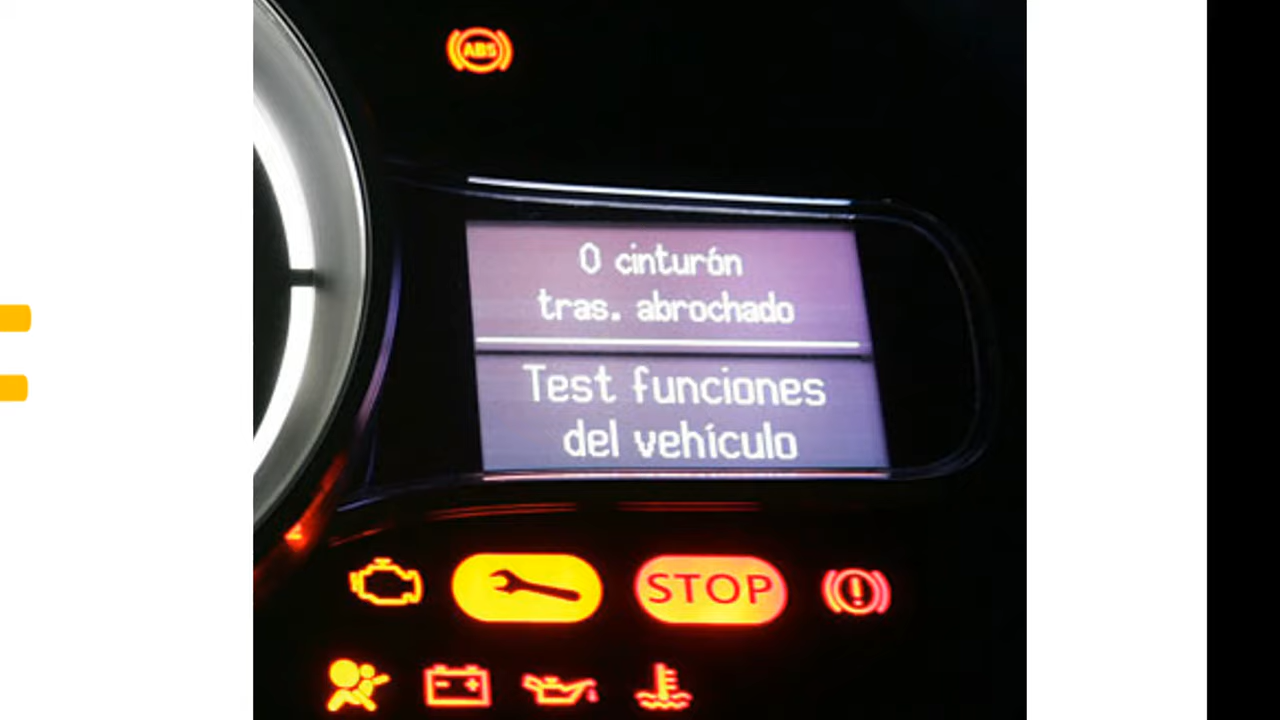 ABS
0 cinturón
tras. abrochado
Test funciones
del vehículo
STOP